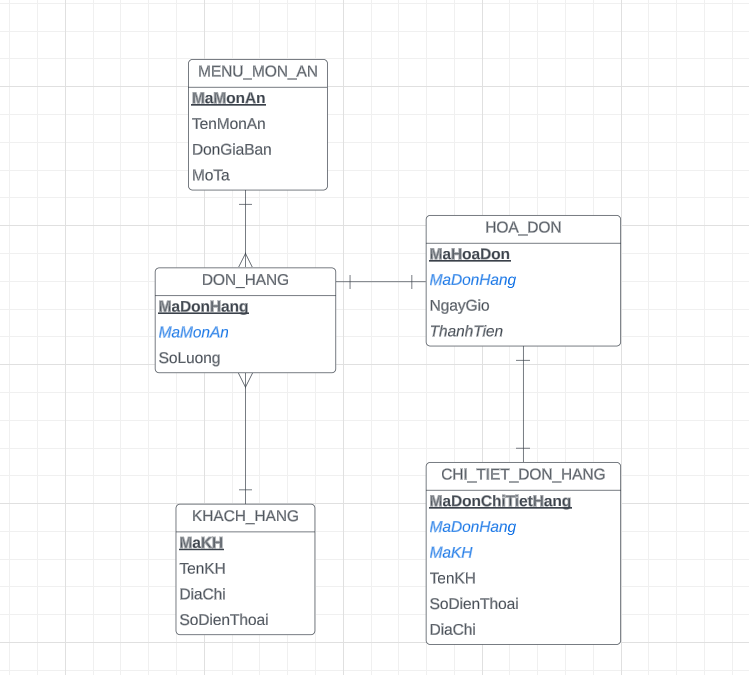 MENU_MON_AN
MaMonAn
TenMonAn
DonGiaBan
MoTa
DON_HANG
MaDonHang
MaMonAn
SoLuong
HOA_DON
MaHoaDon
MaDonHang
NgayGio
ThanhTien
KHACH_HANG
MaKH
TenKH
DiaChi
SoDienThoai
CHI_TIET_DON_HANG
MaDonChiTietHang
MaDonHang
MaKH
TenKH
SoDienThoai
DiaChi